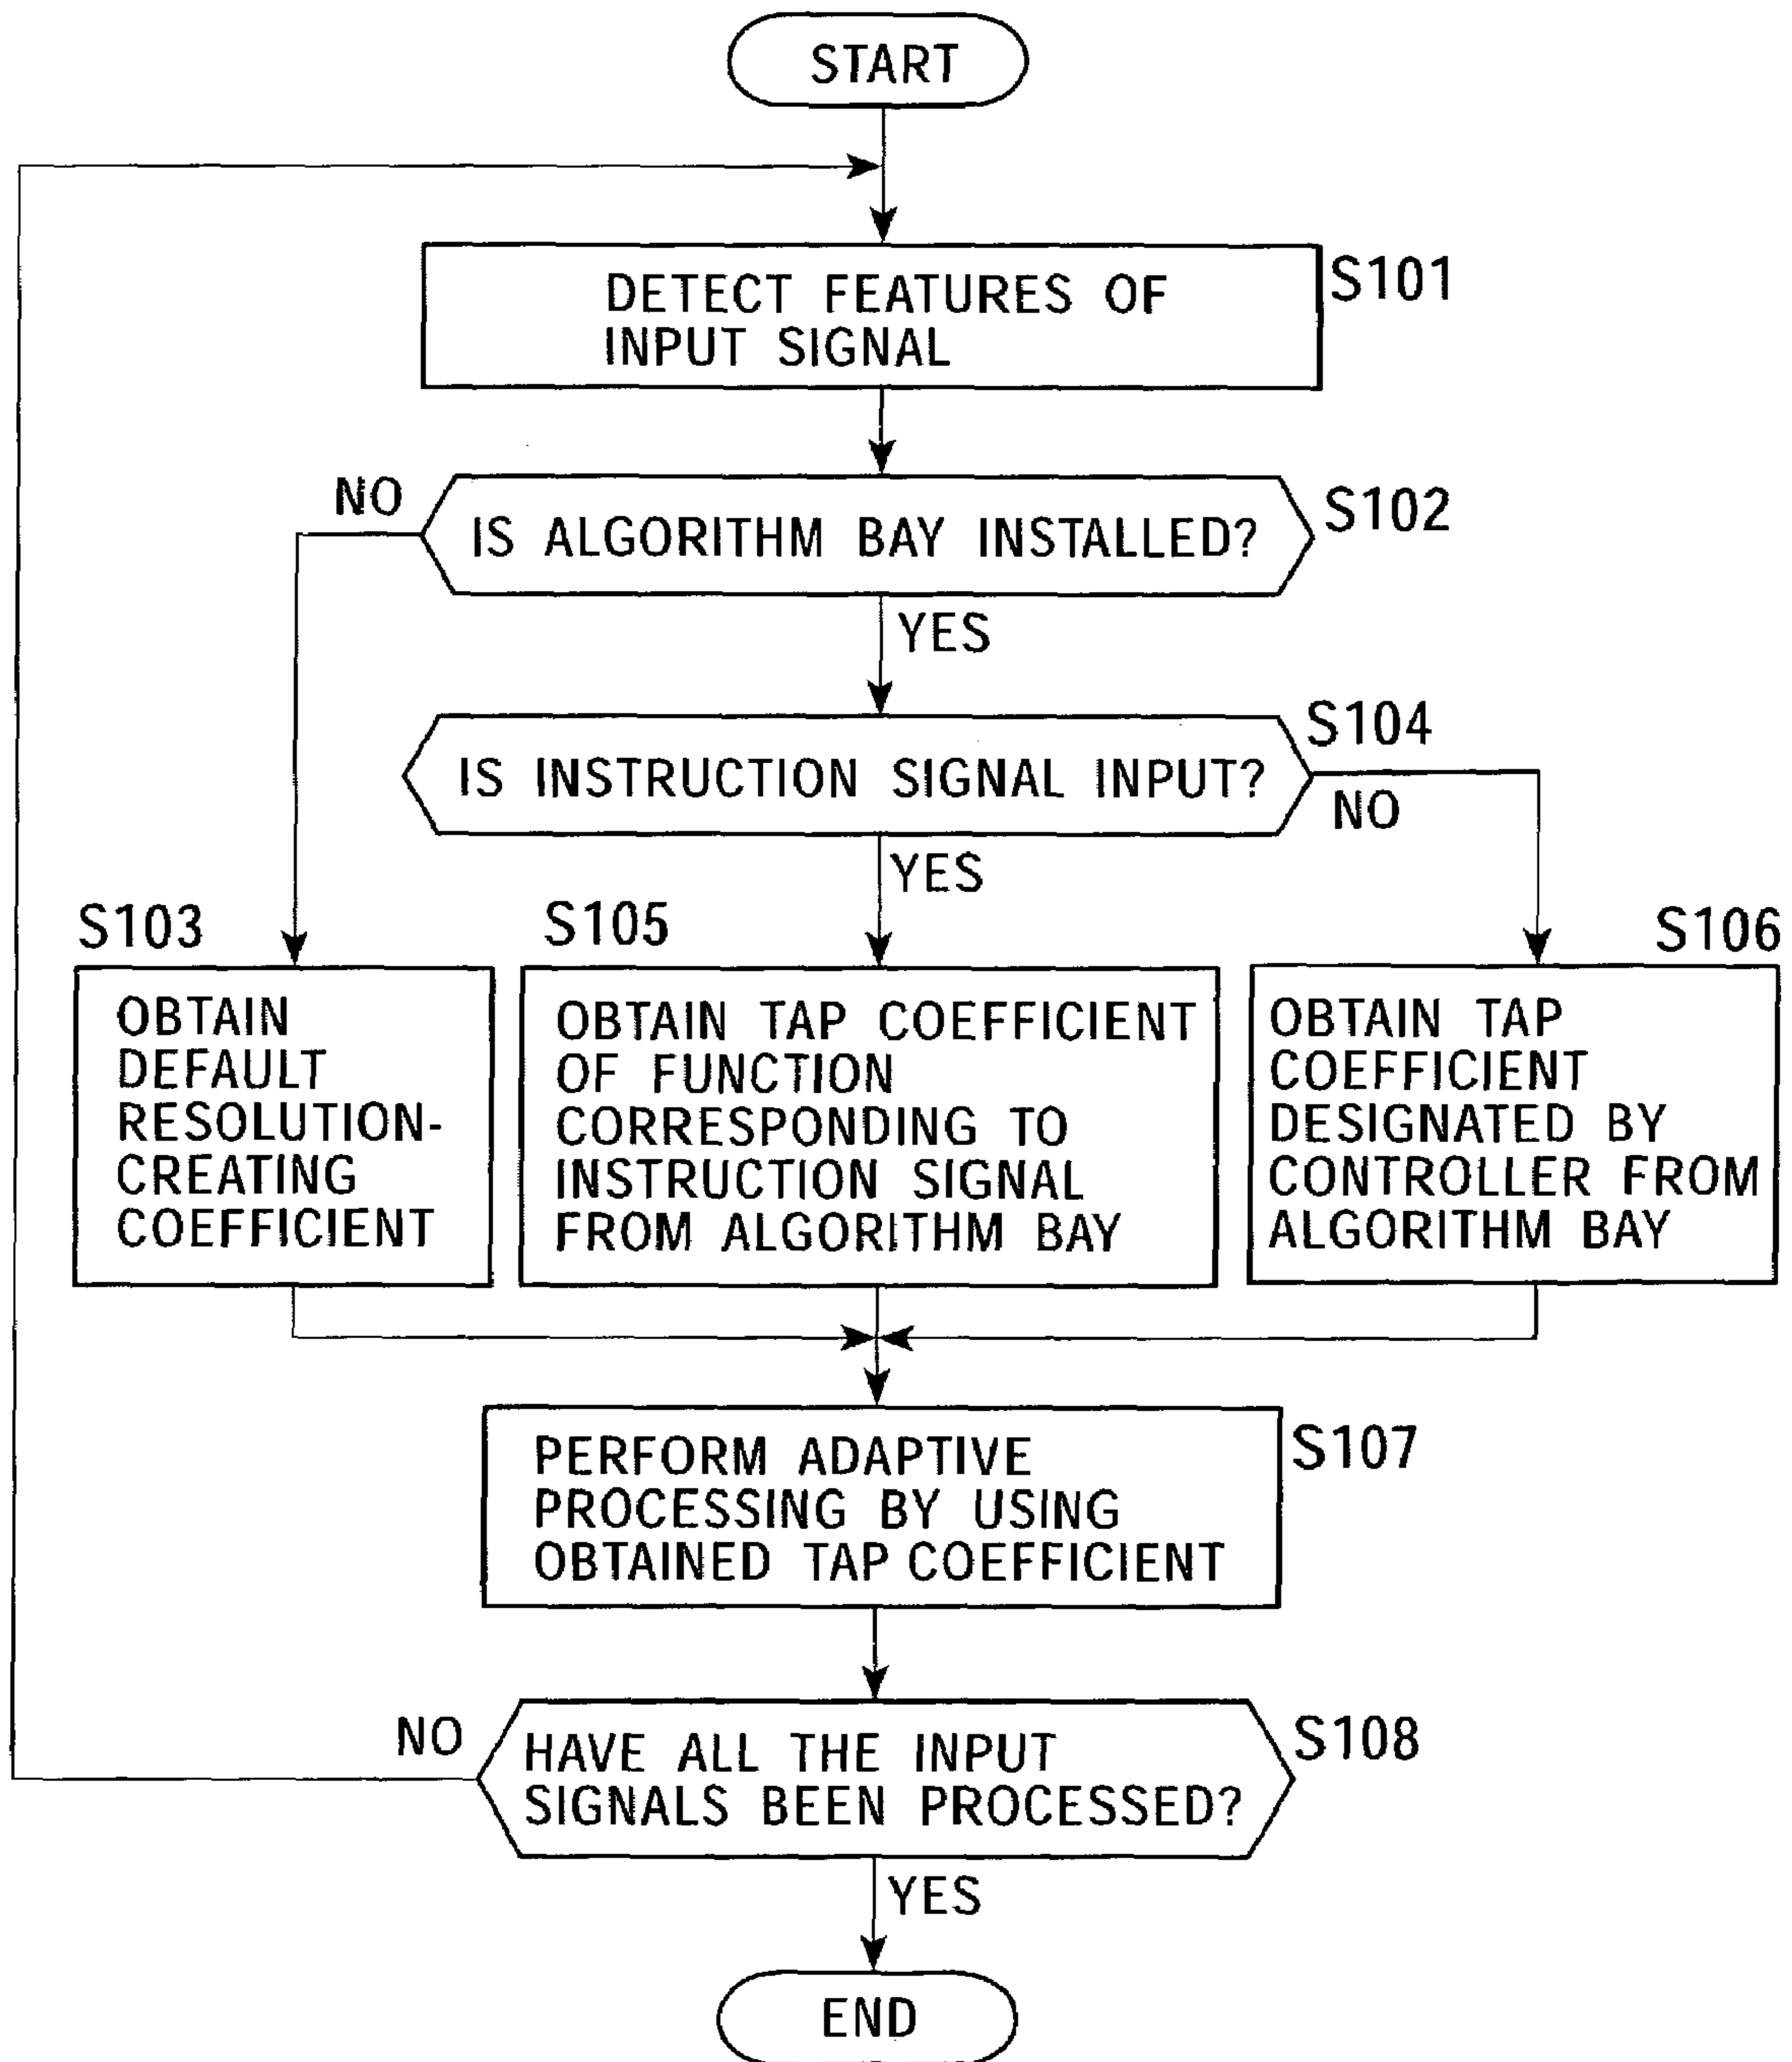 START
DETECT FEATURES OF
INPUT SIGNAL
S101
NO
IS ALGORITHM BAY INSTALLED?
S102
YES
IS INSTRUCTION SIGNAL INPUT?
S104
NO
YES
S103
OBTAIN
DEFAULT
RESOLUTION-
CREATING
COEFFICIENT
S105
OBTAIN TAP COEFFICIENT
OF FUNCTION
CORRESPONDING TO
INSTRUCTION SIGNAL
FROM ALGORITHM BAY
S106
OBTAIN TAP
COEFFICIENT
DESIGNATED BY
CONTROLLER FROM
ALGORITHM BAY
PERFORM ADAPTIVE
PROCESSING BY USING
OBTAINED TAP COEFFICIENT
S107
NO
HAVE ALL THE INPUT
SIGNALS BEEN PROCESSED?
S108
YES
END